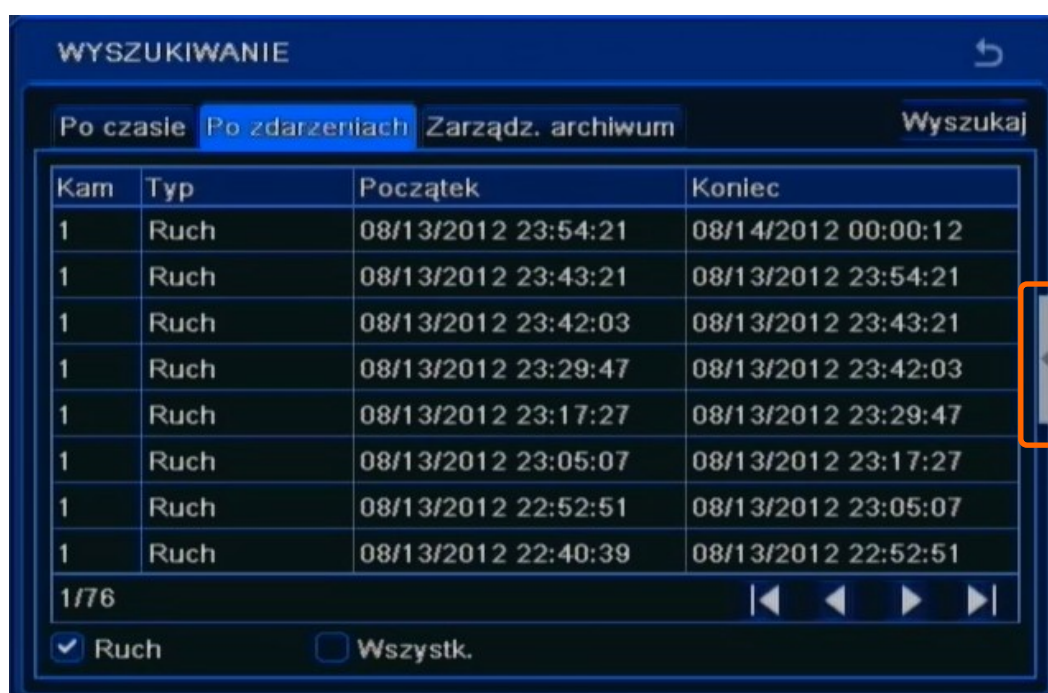 WYSZUKIWANIE
Po czasie Po zdarzeniach Zarządz. archiwum Wyszukaj
Kam Typ Początek Koniec
1 Ruch 08/13/2012 23:54:21 08/14/2012 00:00:12
1 Ruch 08/13/2012 23:43:21 08/13/2012 23:54:21
1 Ruch 08/13/2012 23:42:03 08/13/2012 23:43:21
1 Ruch 08/13/2012 23:29:47 08/13/2012 23:42:03
1 Ruch 08/13/2012 23:17:27 08/13/2012 23:29:47
1 Ruch 08/13/2012 23:05:07 08/13/2012 23:17:27
1 Ruch 08/13/2012 22:52:51 08/13/2012 23:05:07
1 Ruch 08/13/2012 22:40:39 08/13/2012 22:52:51
1/76
Ruch Wszystk.